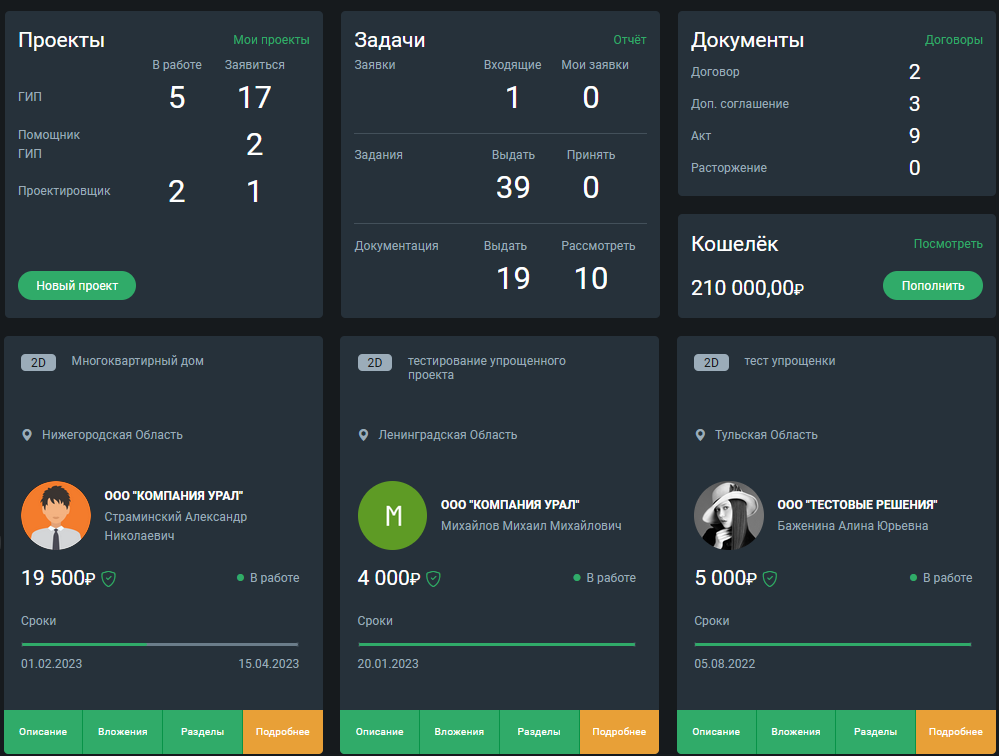 Проекты
Мои проекты
В работе Заявиться
ГИП 5 17
Помощник
ГИП 2
Проектировщик 2 1
Новый проект
Задачи
Отчёт
Заявки Входящие Мои заявки
1 0
Задания Выдать Принять
39 0
Документация Выдать Рассмотреть
19 10
Документы
Договоры
Договор 2
Доп. соглашение 3
Акт 9
Расторжение 0
Кошелёк
Посмотреть
210 000,00₽
Пополнить
2D Многоквартирный дом
Нижегородская Область
ООО "КОМПАНИЯ УРАЛ"
Страминский Александр
Николаевич
19 500₽ В работе
Сроки
01.02.2023 15.04.2023
Описание Вложения Разделы Подробнее
2D тестирование упрощенного
проекта
Ленинградская Область
М
ООО "КОМПАНИЯ УРАЛ"
Михайлов Михаил Михайлович
4 000₽ В работе
Сроки
20.01.2023
Описание Вложения Разделы Подробнее
2D тест упрощенки
Тульская Область
ООО "ТЕСТОВЫЕ РЕШЕНИЯ"
Баженина Алина Юрьевна
5 000₽ В работе
Сроки
05.08.2022
Описание Вложения Разделы Подробнее